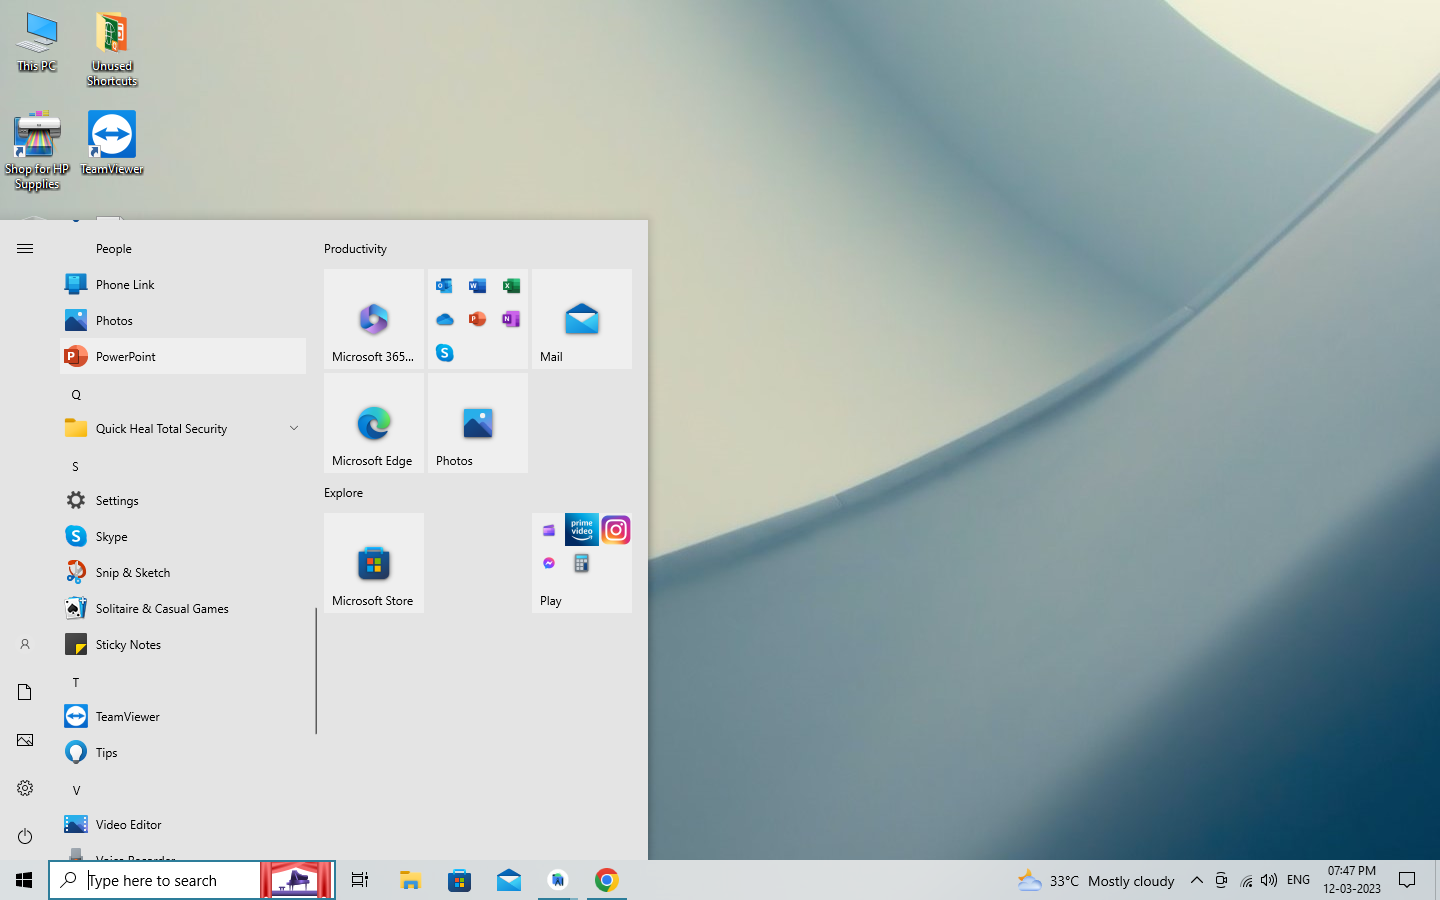 This PC
Unused
Shortcuts
Shop for HP
Supplies
TeamViewer
People
Phone Link
Photos
PowerPoint
Q
Quick Heal Total Security
S
Settings
Skype
Snip & Sketch
Solitaire & Casual Games
Sticky Notes
T
TeamViewer
Tips
V
Video Editor
Voice Recorder
Productivity
Microsoft 365...
Mail
Microsoft Edge
Photos
Explore
Microsoft Store
prime
video
Play
Type here to search
33°C Mostly cloudy
ENG
07:47 PM
12-03-2023